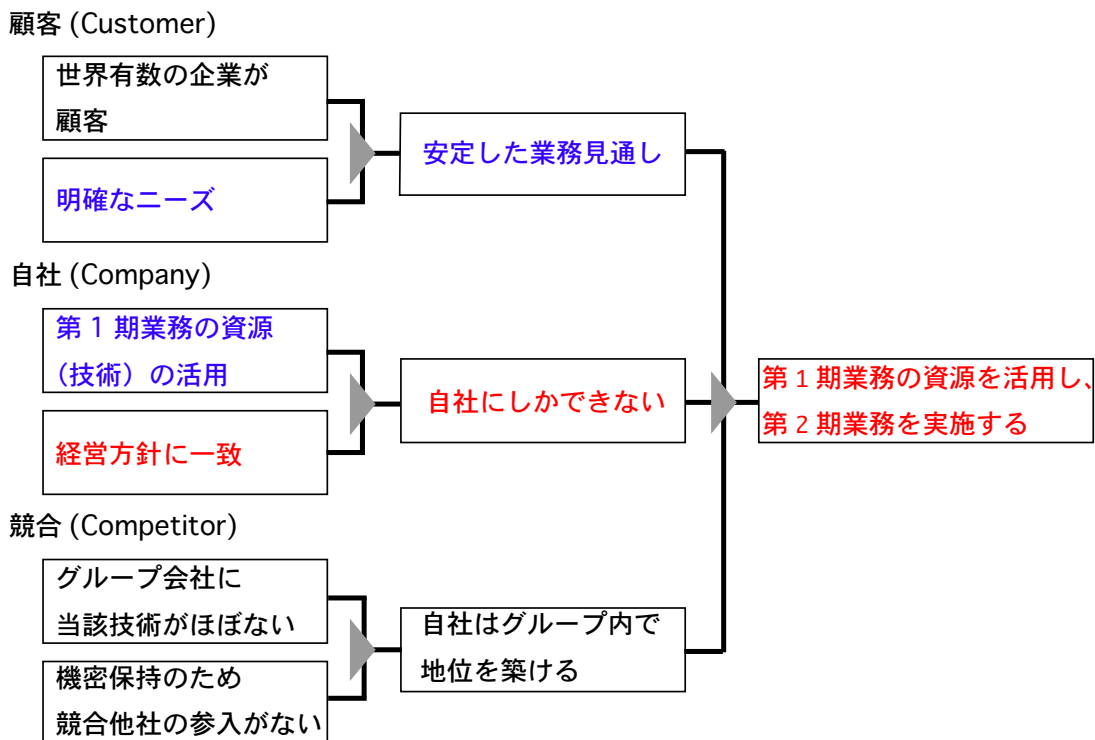 顧客 (Customer)
世界有数の企業が
顧客
明確なニーズ
安定した業務見通し
自社 (Company)
第１期業務の資源
（技術）の活用
経営方針に一致
自社にしかできない
第 1 期業務の資源を活用し、
第 2 期業務を実施する
競合 (Competitor)
グループ会社に
当該技術がほぼない
機密保持のため
競合他社の参入がない
自社はグループ内で
地位を築ける